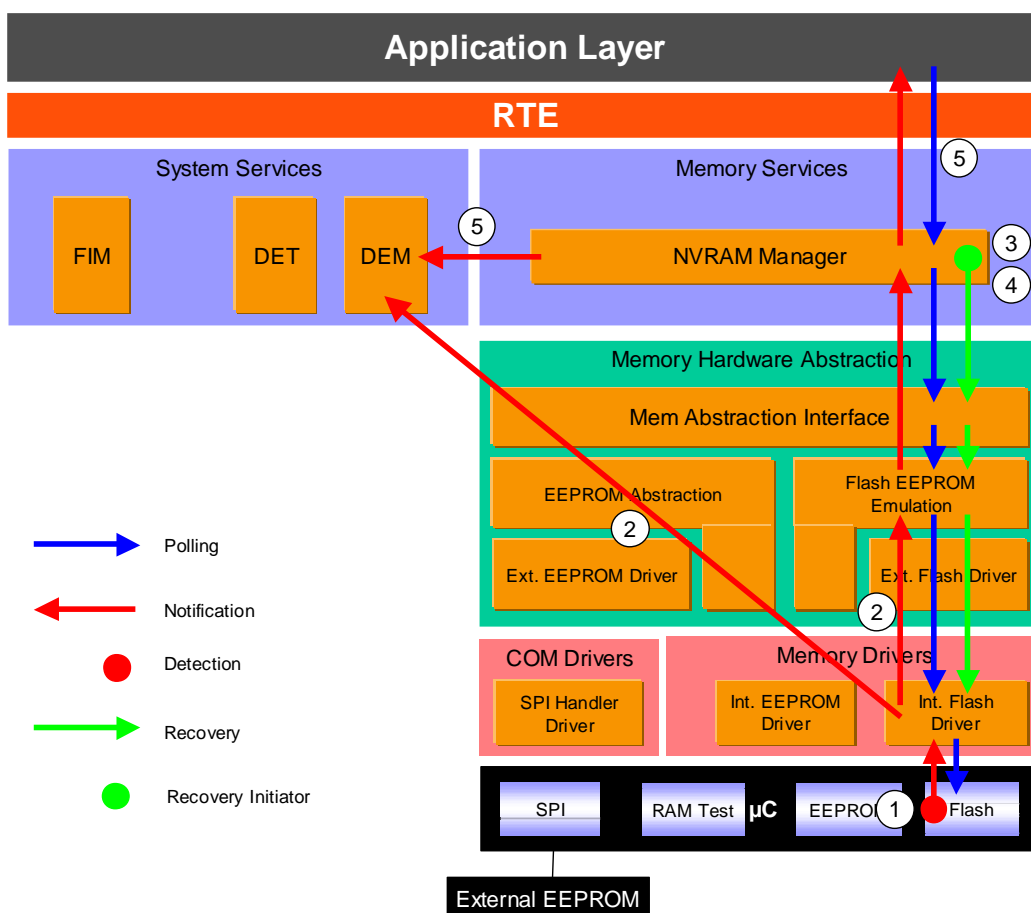 Application Layer
RTE
System Services
Memory Services
5
5
FIM
DET
DEM
NVRAM Manager
3
4
Memory Hardware Abstraction
Mem Abstraction Interface
EEPROM Abstraction
Flash EEPROM
Emulation
2
Ext. EEPROM Driver
Ext. Flash Driver
2
Polling
Notification
Detection
Recovery
Recovery Initiator
COM Drivers
Memory Drivers
SPI Handler
Driver
Int. EEPROM
Driver
Int. Flash
Driver
SPI
RAM Test
µC
EEPROM
1
Flash
External EEPROM